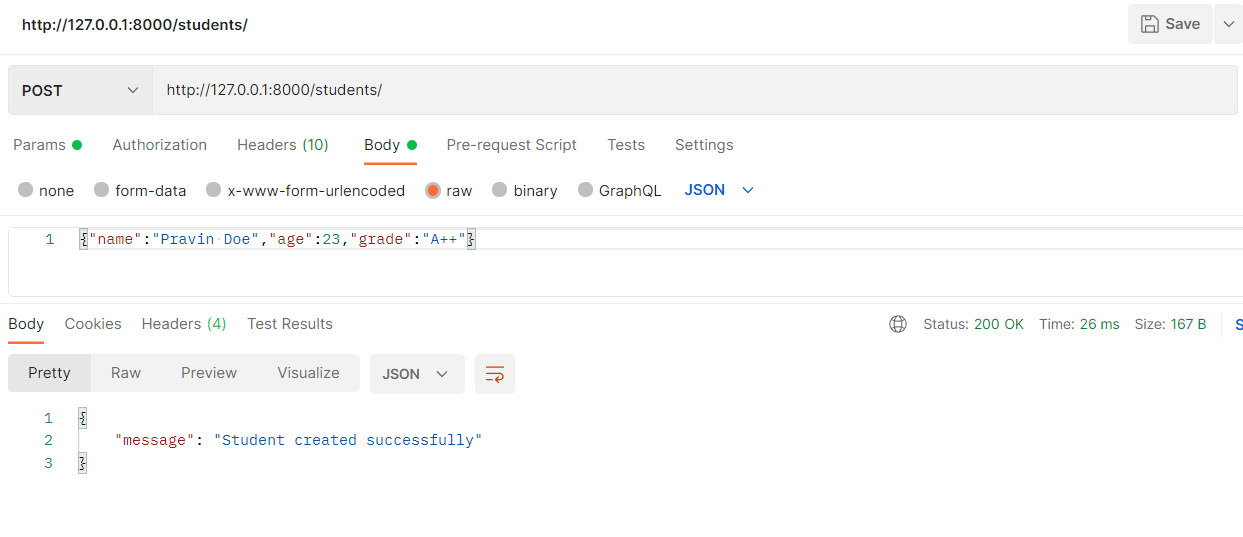 http://127.0.0.1:8000/students/
Save
POST http://127.0.0.1:8000/students/
Params Authorization Headers (10) Body Pre-request Script Tests Settings
none form-data x-www-form-urlencoded raw binary GraphQL JSON
1 {"name":"Pravin Doe","age":23,"grade":"A++"}
Body Cookies Headers (4) Test Results Status: 200 OK Time: 26 ms Size: 167 B S
Pretty Raw Preview Visualize JSON
1 {
2 "message": "Student created successfully"
3 }